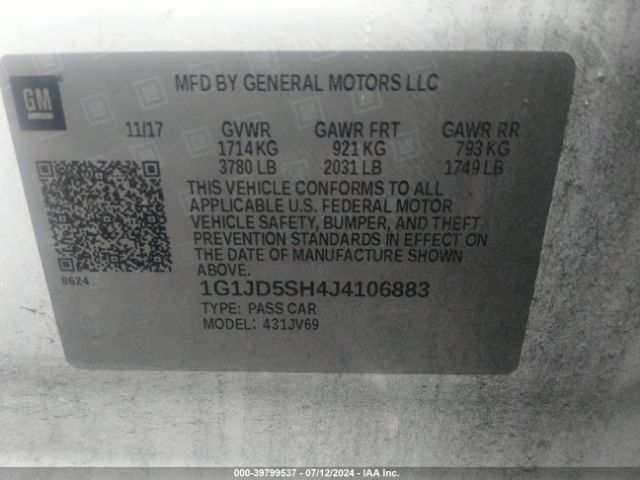 GM
MFD BY GENERAL MOTORS LLC
11/17 GVWR GAWR FRT GAWR RR
1714 KG 921 KG 793 KG
3780 LB 2031 LB 1749 LB
THIS VEHICLE CONFORMS TO ALL
APPLICABLE U.S. FEDERAL MOTOR
VEHICLE SAFETY, BUMPER, AND THEFT
PREVENTION STANDARDS IN EFFECT ON
THE DATE OF MANUFACTURE SHOWN
ABOVE.
8624
1G1JD5SH4J4106883
TYPE: PASS CAR
MODEL: 431JV69
000-39799537 - 07/12/2024 - IAA Inc.